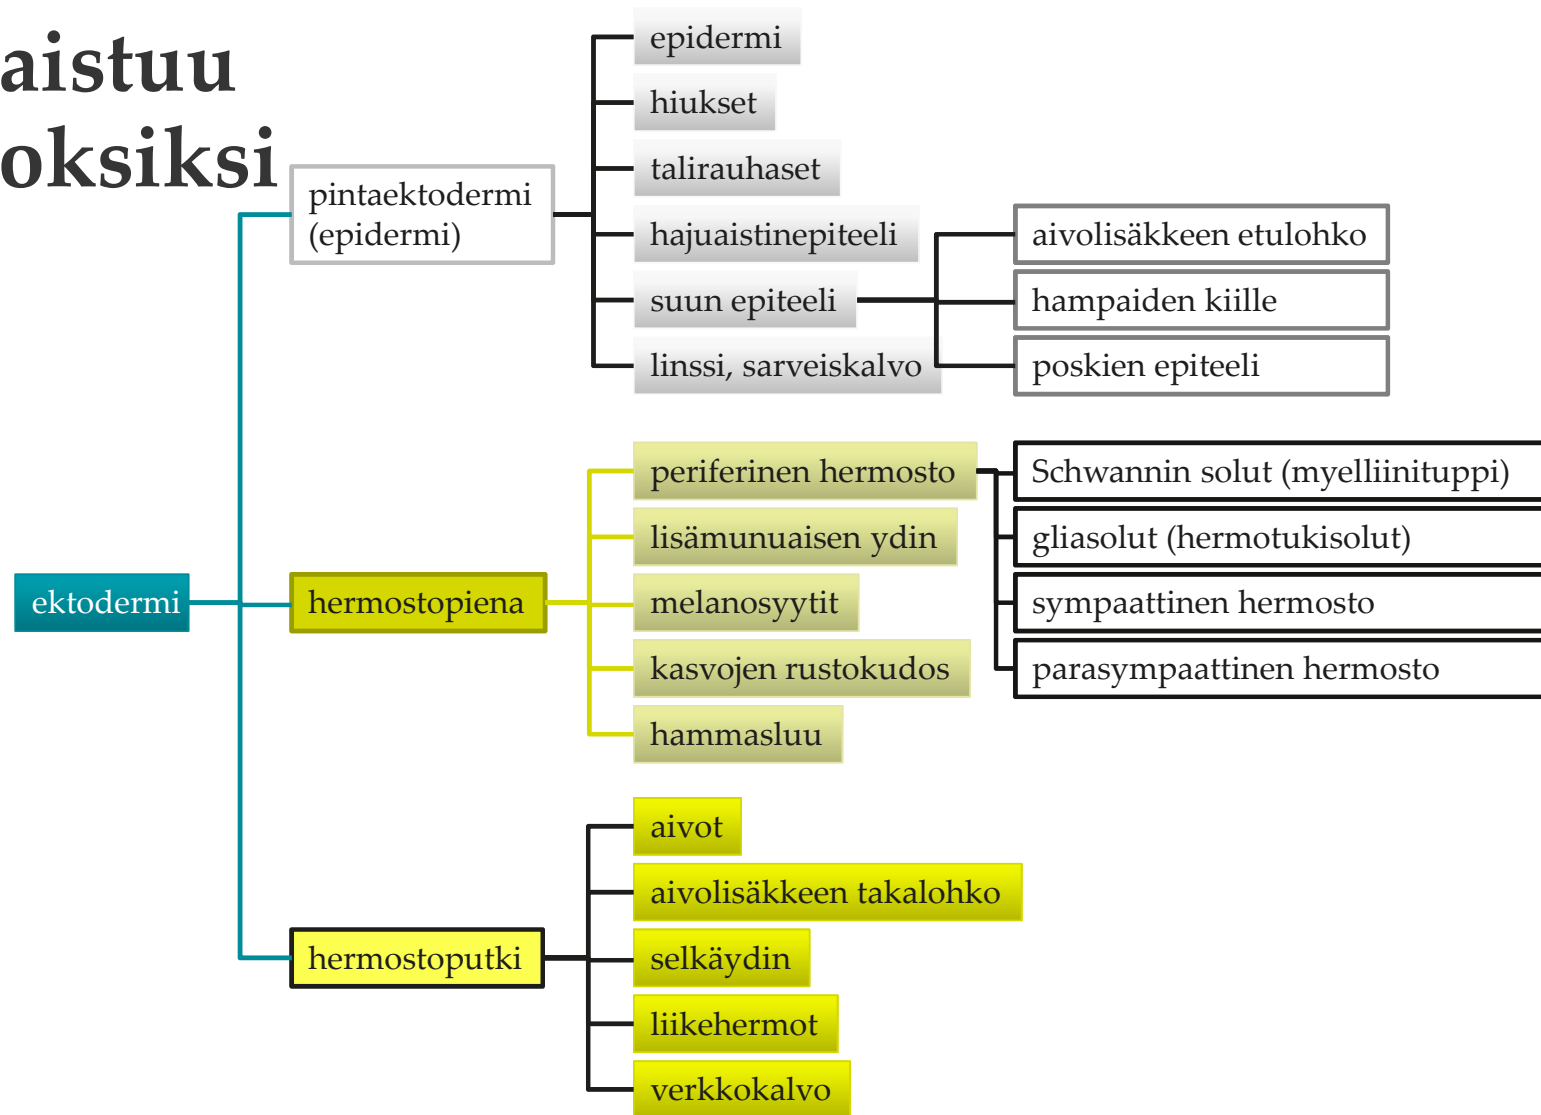 aistuu
oksiksi
ektodermi
pintaektodermi
(epidermi)
epidermi
hiukset
talirauhaset
hajuaistinepiteeli
suun epiteeli
aivolisäkkeen etulohko
hampaiden kiille
poskien epiteeli
linssi, sarveiskalvo
hermostopiena
periferinen hermosto
Schwannin solut (myelliinituppi)
gliasolut (hermotukisolut)
sympaattinen hermosto
parasympaattinen hermosto
lisämunuaisen ydin
melanosyytit
kasvojen rustokudos
hammasluu
hermostoputki
aivot
aivolisäkkeen takalohko
selkäydin
liikehermot
verkkokalvo